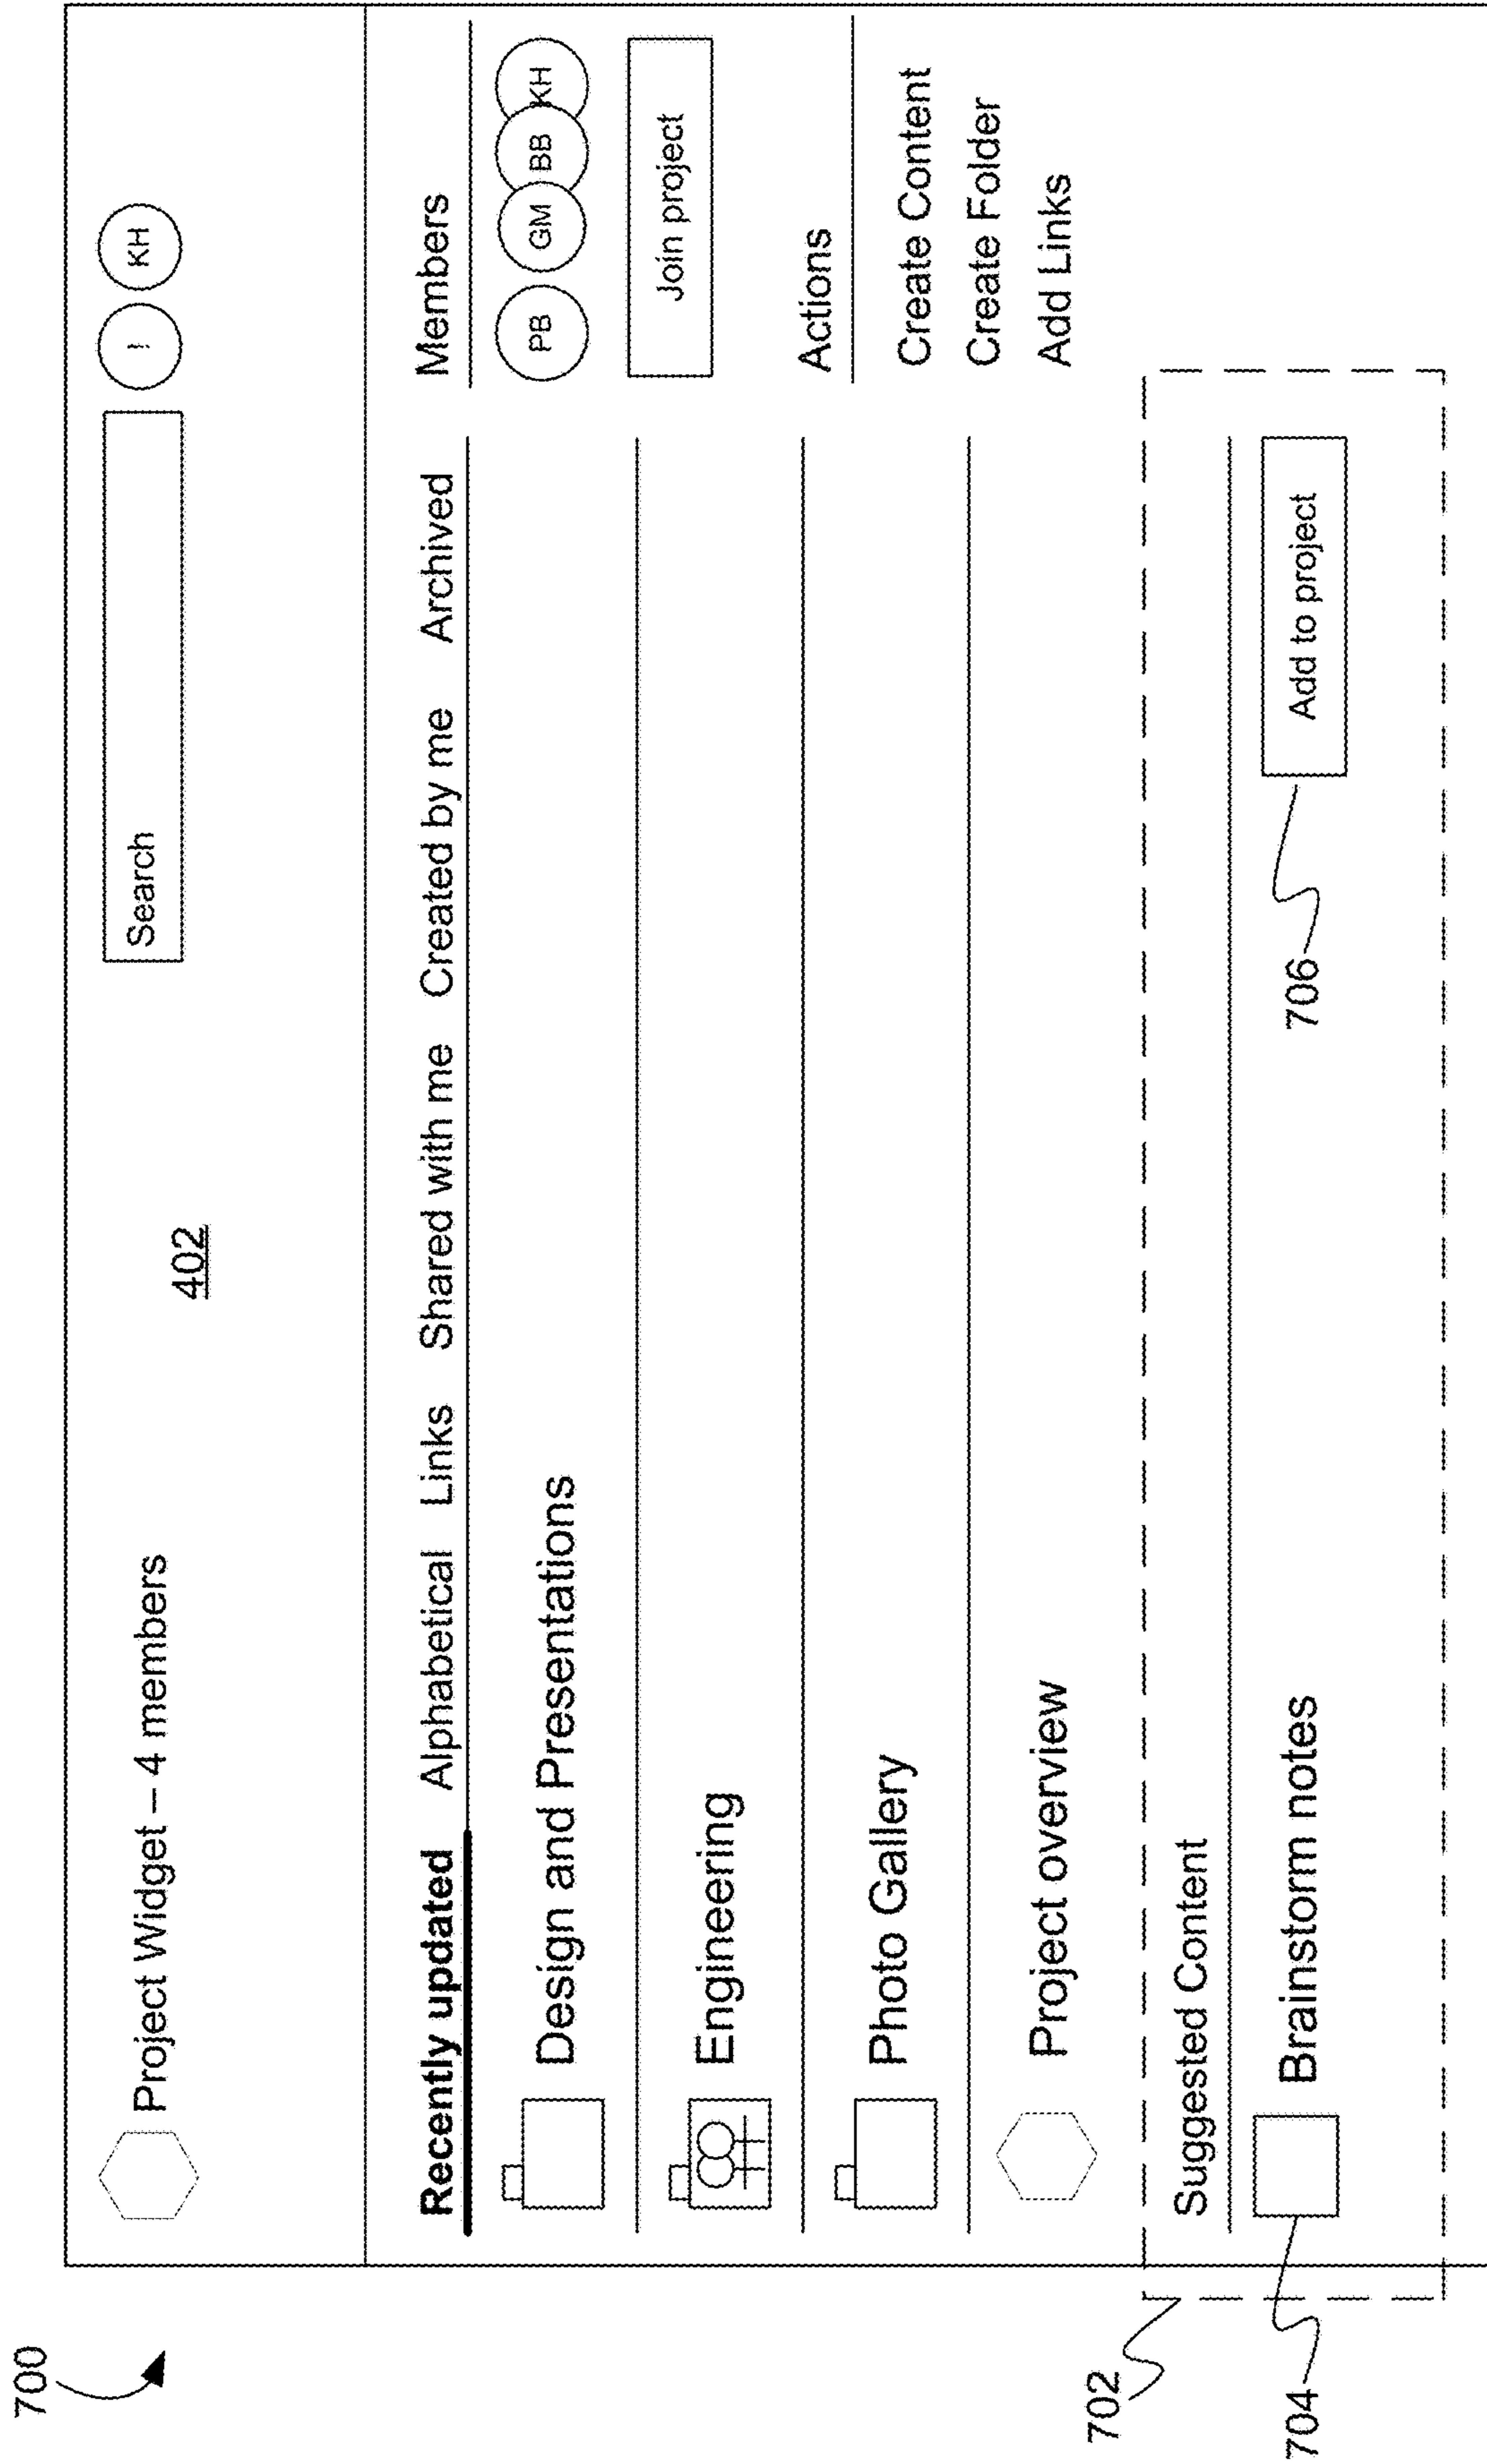 700
Project Widget – 4 members
402
Search
!
KH
Recently updated Alphabetical Links Shared with me Created by me Archived
Members
Design and Presentations
PB GM BB KH
Engineering
Join project
Photo Gallery
Actions
Create Content
Project overview
Create Folder
Add Links
702
Suggested Content
704
Brainstorm notes
706
Add to project